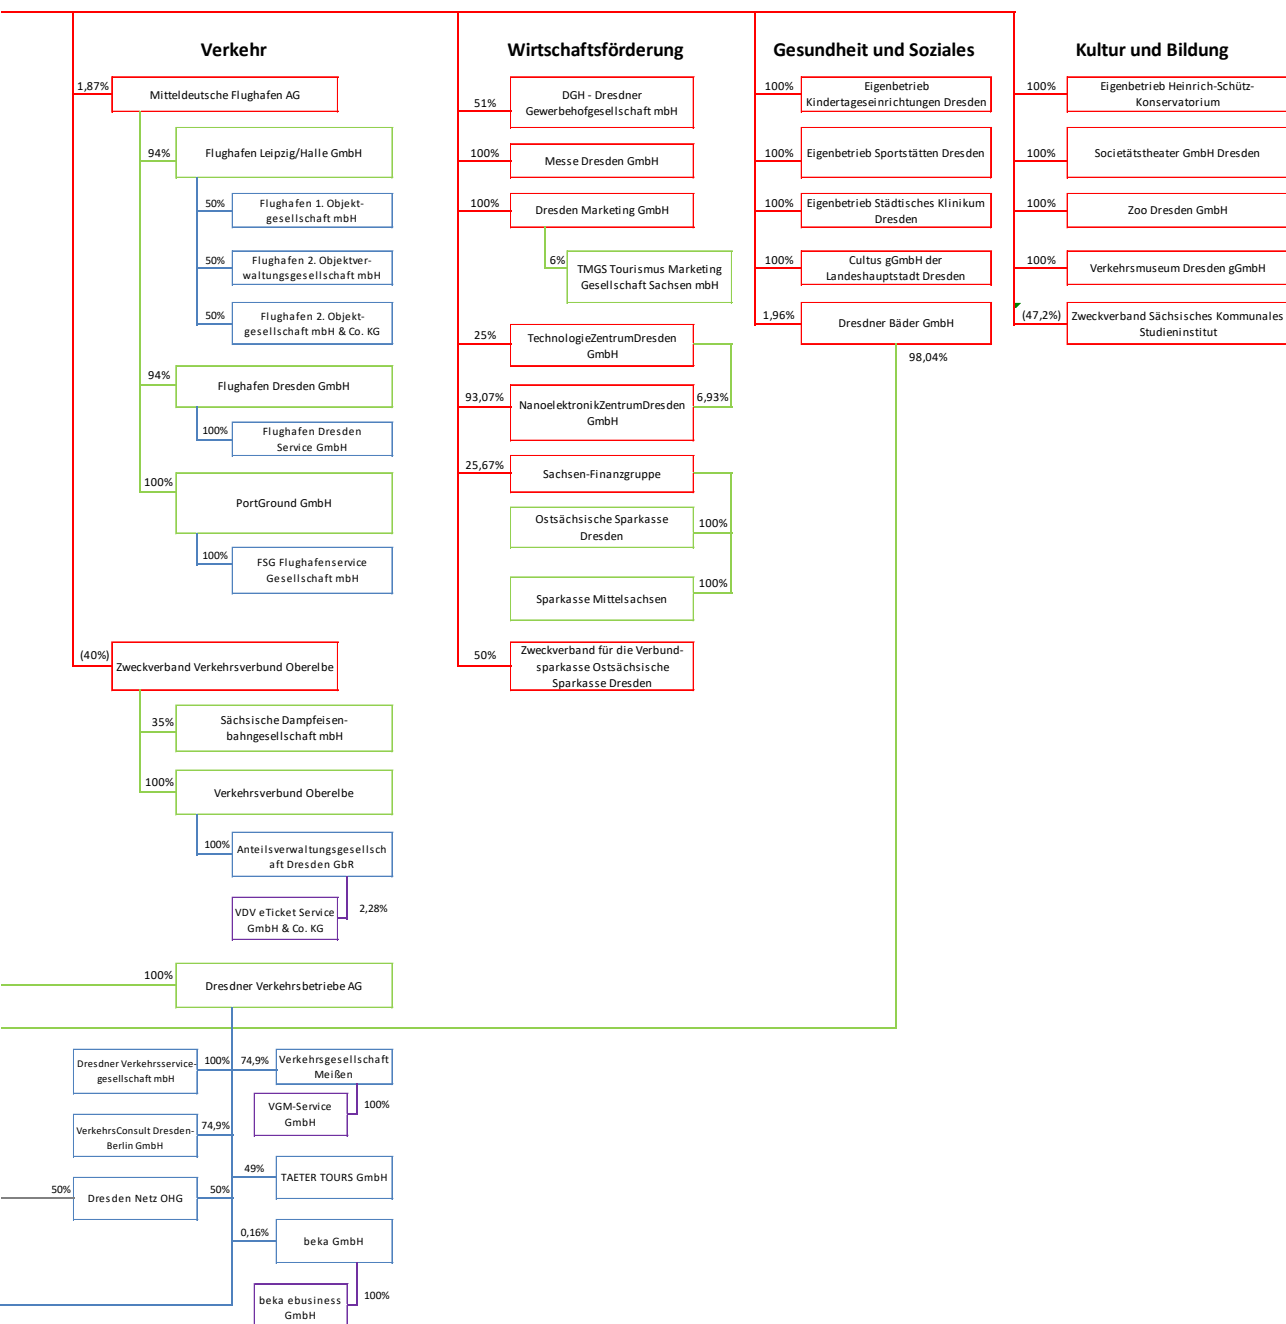 Verkehr
1,87%
Mitteldeutsche Flughafen AG
94%
Flughafen Leipzig/Halle GmbH
50%
Flughafen 1. Objekt-
gesellschaft mbH
50%
Flughafen 2. Objektver-
waltungsgesellschaft mbH
50%
Flughafen 2. Objekt-
gesellschaft mbH & Co. KG
94%
Flughafen Dresden GmbH
100%
Flughafen Dresden
Service GmbH
100%
PortGround GmbH
100%
FSG Flughafenservice
Gesellschaft mbH
(40%)
Zweckverband Verkehrsverbund Oberelbe
35%
Sächsische Dampfeisen-
bahngesellschaft mbH
100%
Verkehrsverbund Oberelbe
100%
Anteilsverwaltungsgesellsch
aft Dresden GbR
2,28%
VDV eTicket Service
GmbH & Co. KG
100%
Dresdner Verkehrsbetriebe AG
Dresdner Verkehrsservice-
gesellschaft mbH
100%
74,9%
Verkehrsgesellschaft
Meißen
VGM-Service
GmbH
100%
VerkehrsConsult Dresden-
Berlin GmbH
74,9%
49%
TAETER TOURS GmbH
50%
Dresden Netz OHG
50%
0,16%
beka GmbH
beka ebusiness
GmbH
100%
Wirtschaftsförderung
51%
DGH - Dresdner
Gewerbehofgesellschaft mbH
100%
Messe Dresden GmbH
100%
Dresden Marketing GmbH
6%
TMGS Tourismus Marketing
Gesellschaft Sachsen mbH
25%
TechnologieZentrumDresden
GmbH
93,07%
NanoelektronikZentrumDresden
GmbH
6,93%
25,67%
Sachsen-Finanzgruppe
Ostsächsische Sparkasse
Dresden
100%
Sparkasse Mittelsachsen
100%
50%
Zweckverband für die Verbund-
sparkasse Ostsächsische
Sparkasse Dresden
Gesundheit und Soziales
100%
Eigenbetrieb
Kindertageseinrichtungen Dresden
100%
Eigenbetrieb Sportstätten Dresden
100%
Eigenbetrieb Städtisches Klinikum
Dresden
100%
Cultus gGmbH der
Landeshauptstadt Dresden
1,96%
Dresdner Bäder GmbH
98,04%
Kultur und Bildung
100%
Eigenbetrieb Heinrich-Schütz-
Konservatorium
100%
Societätstheater GmbH Dresden
100%
Zoo Dresden GmbH
100%
Verkehrsmuseum Dresden gGmbH
(47,2%)
Zweckverband Sächsisches Kommunales
Studieninstitut